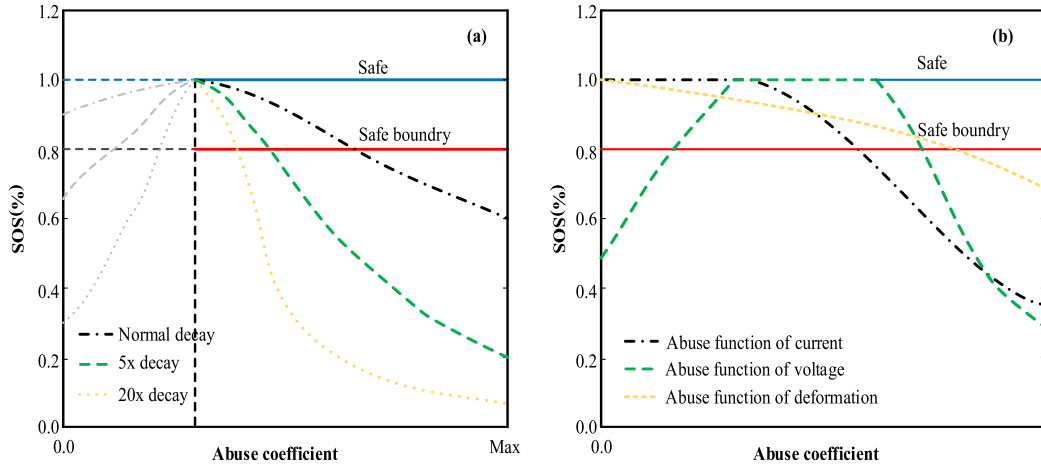 1.2
(a)
Safe
1.0
Safe boundry
0.8
SOS(%)
0.6
0.4
Normal decay
5x decay
0.2
20x decay
0.0
0.0
Abuse coefficient
Max
1.2
(b)
Safe
1.0
Safe boundry
0.8
SOS(%)
0.6
0.4
Abuse function of current
Abuse function of voltage
0.2
Abuse function of deformation
0.0
0.0
Abuse coefficient